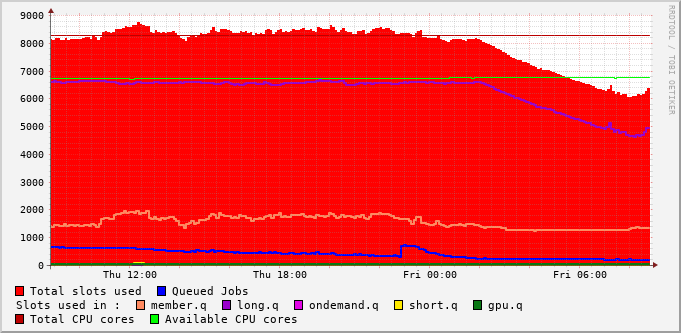 9000
8000
7000
6000
5000
4000
3000
2000
1000
0
Thu 12:00 Thu 18:00 Fri 00:00 Fri 06:00
RRDTOOL / TOBI OETIKER
Total slots used Queued Jobs
Slots used in : member.q long.q ondemand.q short.q gpu.q
Total CPU cores Available CPU cores